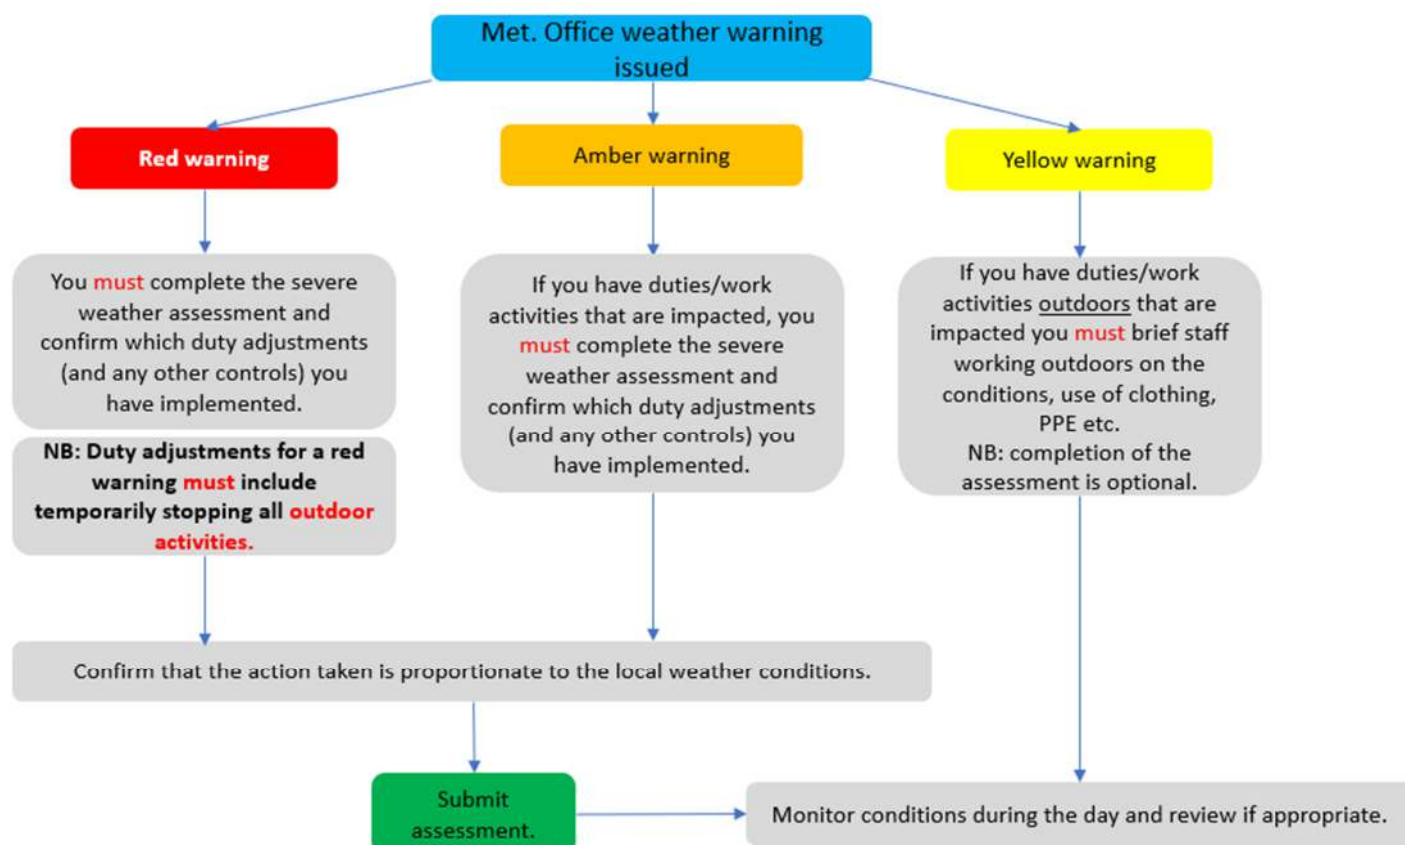 Met. Office weather warning
issued
Red warning
Amber warning
Yellow warning
You must complete the severe
weather assessment and
confirm which duty adjustments
(and any other controls) you
have implemented.
NB: Duty adjustments for a red
warning must include
temporarily stopping all outdoor
activities.
If you have duties/work
activities that are impacted, you
must complete the severe
weather assessment and
confirm which duty adjustments
(and any other controls) you
have implemented.
If you have duties/work
activities outdoors that are
impacted you must brief staff
working outdoors on the
conditions, use of clothing,
PPE etc.
NB: completion of the
assessment is optional.
Confirm that the action taken is proportionate to the local weather conditions.
Submit
assessment.
Monitor conditions during the day and review if appropriate.